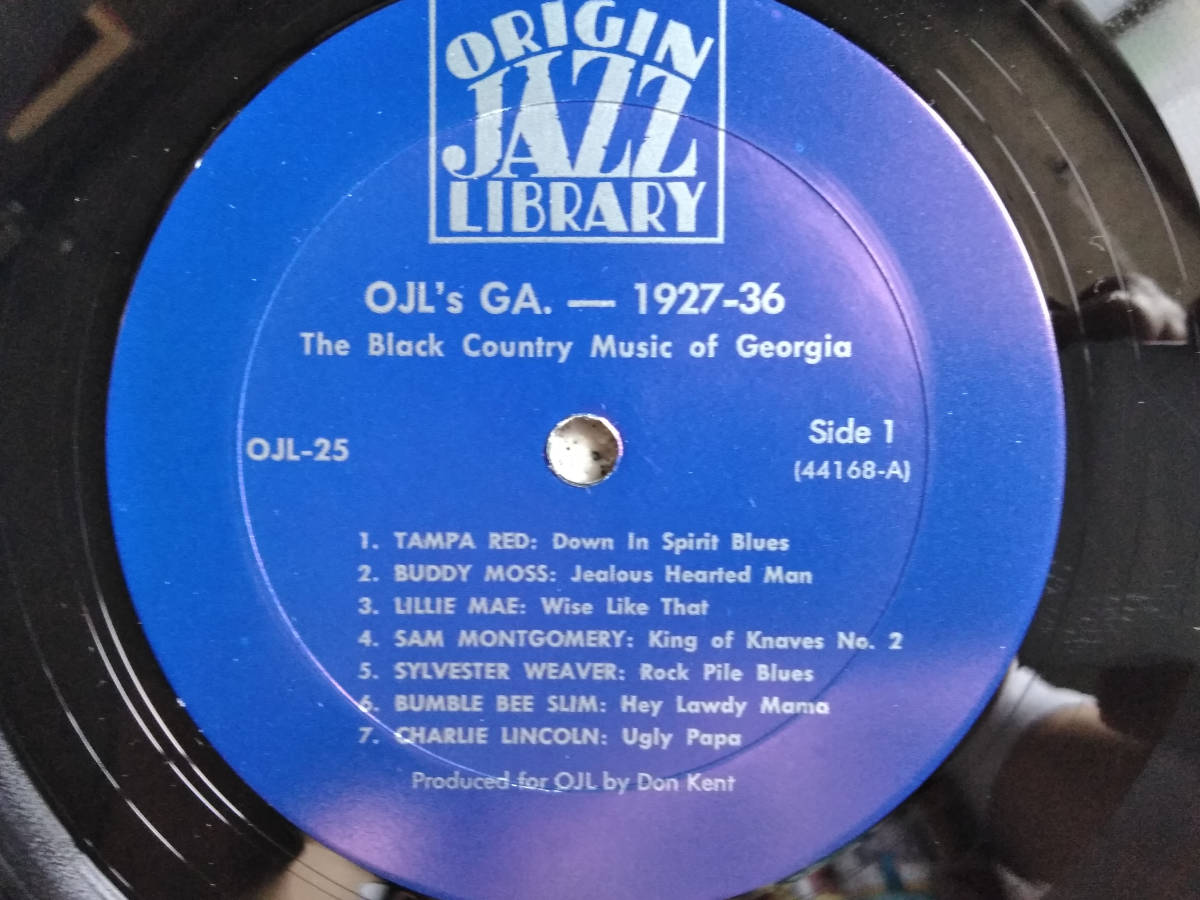 ORIGIN
JAZZ
LIBRARY
OJL's GA. — 1927-36
The Black Country Music of Georgia
OJL-25
Side 1
(44168-A)
1. TAMPA RED: Down In Spirit Blues
2. BUDDY MOSS: Jealous Hearted Man
3. LILLIE MAE: Wise Like That
4. SAM MONTGOMERY: King of Knaves No. 2
5. SYLVESTER WEAVER: Rock Pile Blues
6. BUMBLE BEE SLIM: Hey Lawdy Mama
7. CHARLIE LINCOLN: Ugly Papa
Produced for OJL by Don Kent